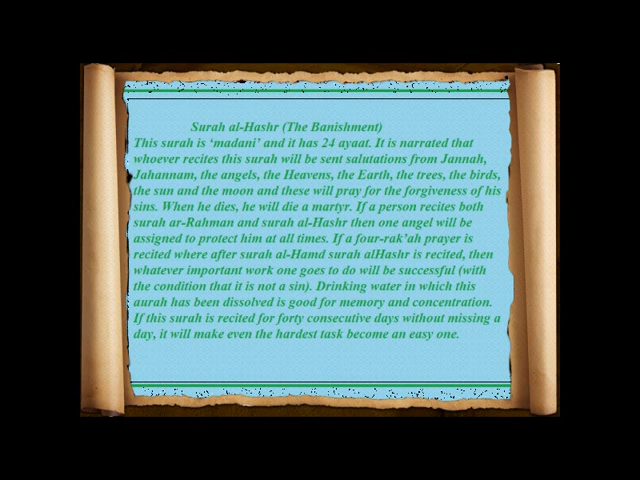 Surah al-Hashr (The Banishment)
This surah is ‘madani’ and it has 24 ayaat. It is narrated that
whoever recites this surah will be sent salutations from Jannah,
Jahannam, the angels, the Heavens, the Earth, the trees, the birds,
the sun and the moon and these will pray for the forgiveness of his
sins. When he dies, he will die a martyr. If a person recites both
surah ar-Rahman and surah al-Hashr then one angel will be
assigned to protect him at all times. If a four-rak’ah prayer is
recited where after surah al-Hamd surah alHashr is recited, then
whatever important work one goes to do will be successful (with
the condition that it is not a sin). Drinking water in which this
aurah has been dissolved is good for memory and concentration.
If this surah is recited for forty consecutive days without missing a
day, it will make even the hardest task become an easy one.